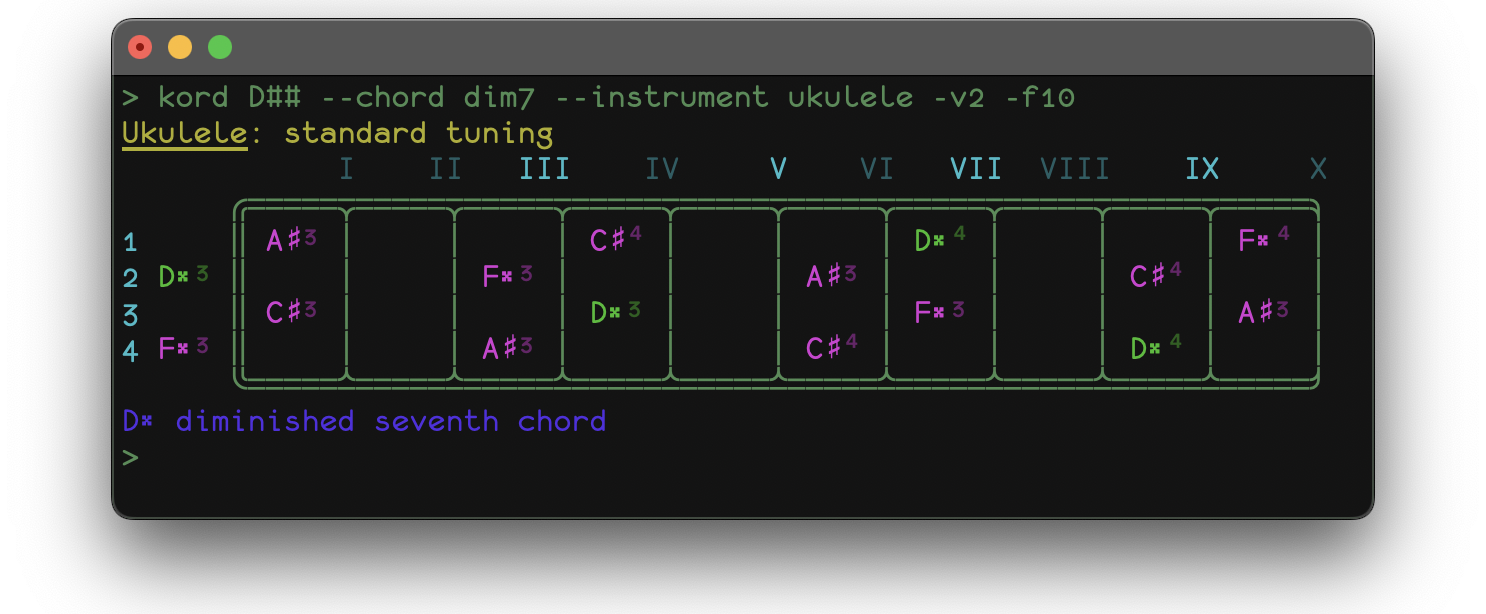 > kord D## --chord dim7 --instrument ukulele -v2 -f10
Ukulele: standard tuning
I II III IV V VI VII VIII IX X
1 A♯3 C♯4 D𝄪4 F𝄪4
2 D𝄪3 F𝄪3 A♯3 C♯4
3 C♯3 D𝄪3 F𝄪3 A♯3
4 F𝄪3 A♯3 C♯4 D𝄪4
D𝄪 diminished seventh chord
>